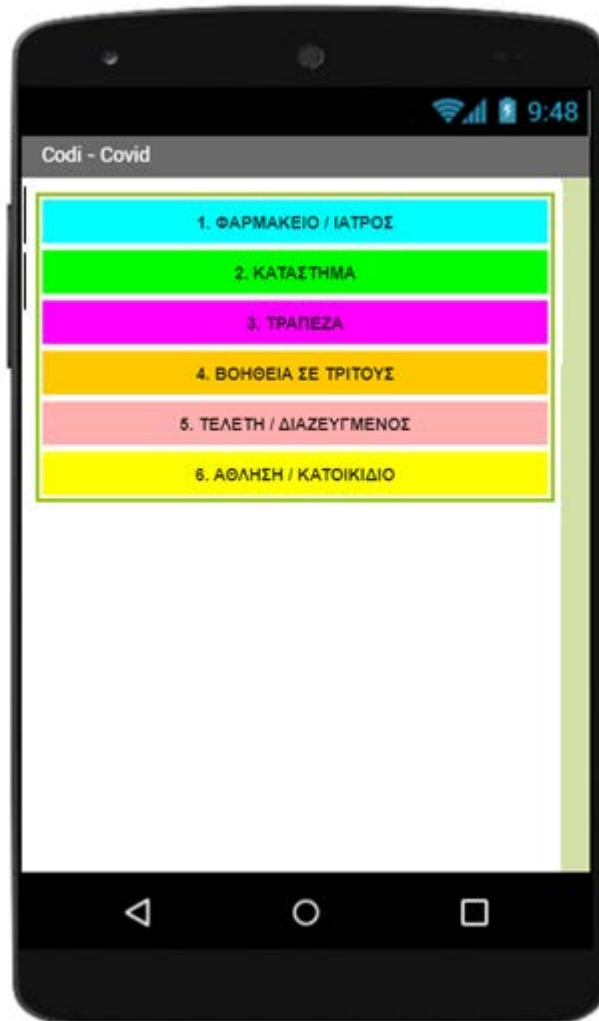 9:48
Codi - Covid
1. ΦΑΡΜΑΚΕΙΟ / ΙΑΤΡΟΣ
2. ΚΑΤΑΣΤΗΜΑ
3. ΤΡΑΠΕΖΑ
4. ΒΟΗΘΕΙΑ ΣΕ ΤΡΙΤΟΥΣ
5. ΤΕΛΕΤΗ / ΔΙΑΖΕΥΓΜΕΝΟΣ
6. ΑΘΛΗΣΗ / ΚΑΤΟΙΚΙΔΙΟ